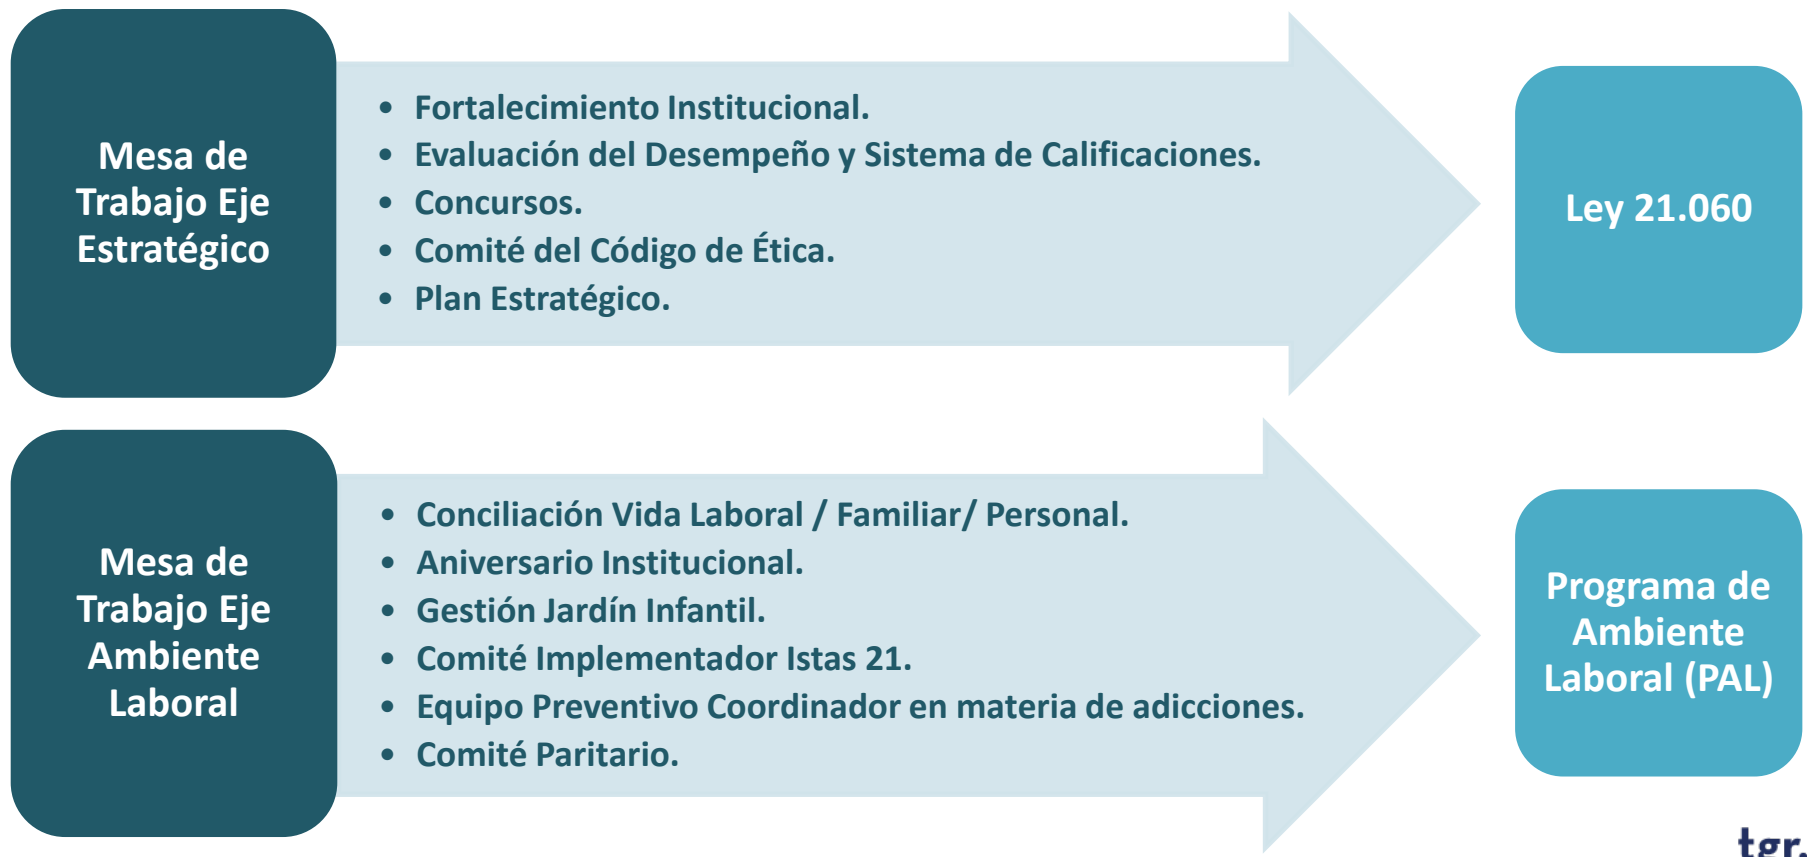 Mesa de
Trabajo Eje
Estratégico
• Fortalecimiento Institucional.
• Evaluación del Desempeño y Sistema de Calificaciones.
• Concursos.
• Comité del Código de Ética.
• Plan Estratégico.
Ley 21.060
Mesa de
Trabajo Eje
Ambiente
Laboral
• Conciliación Vida Laboral / Familiar/ Personal.
• Aniversario Institucional.
• Gestión Jardín Infantil.
• Comité Implementador Istas 21.
• Equipo Preventivo Coordinador en materia de adicciones.
• Comité Paritario.
Programa de
Ambiente
Laboral (PAL)
tgr.